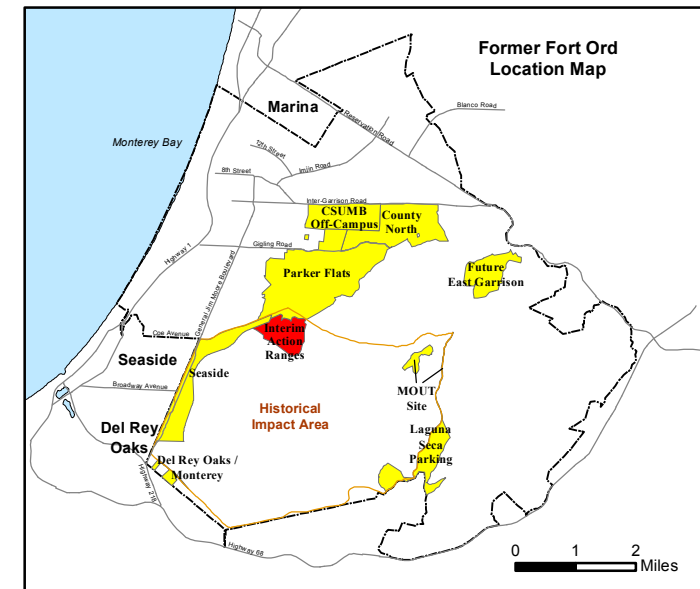 Former Fort Ord
Location Map
Marina
Blanco Road
Reservation Road
Monterey Bay
12th Street
Imjin Road
8th Street
Inter-Garrison Road
CSUMB
Off-Campus
County
North
Gigling Road
Highway 1
General Jim Moore Boulevard
Parker Flats
Future
East Garrison
Coe Avenue
Interim
Action
Ranges
Seaside
Seaside
Broadway Avenue
MOUT
Site
Historical
Impact Area
Del Rey
Oaks
Laguna
Seca
Parking
Del Rey Oaks /
Monterey
Highway 218
Highway 68
0 1 2
Miles